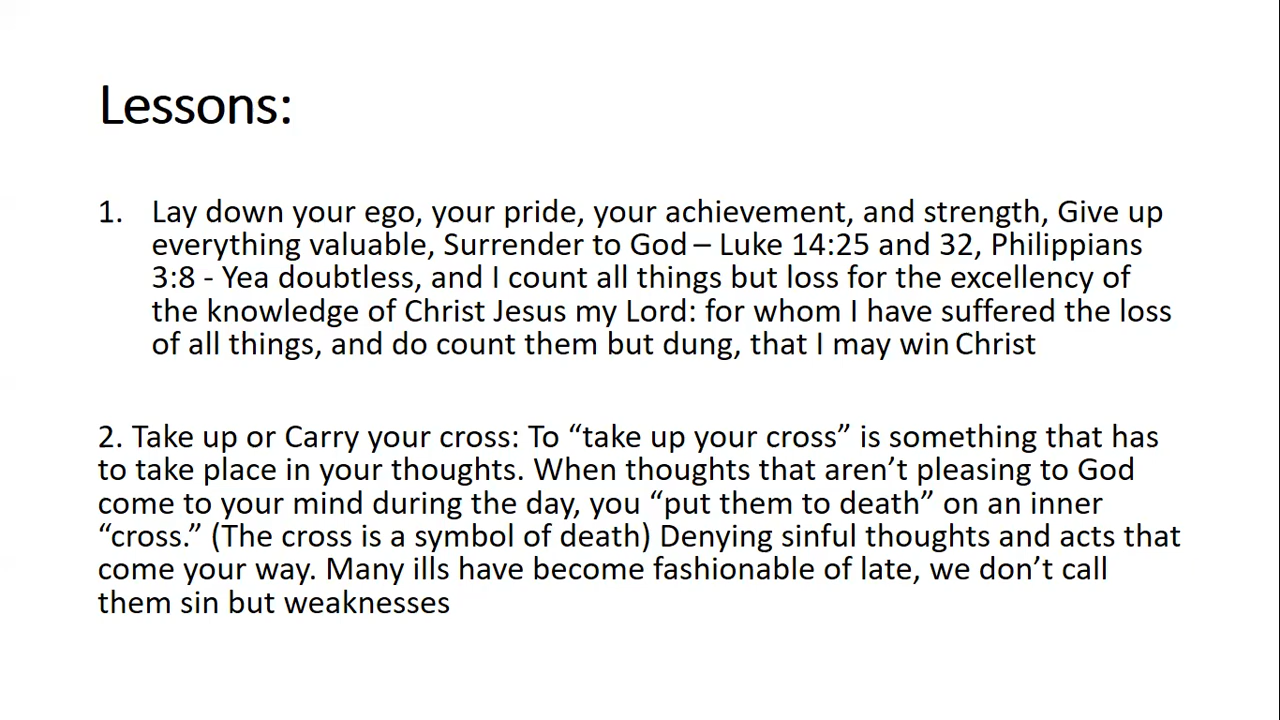 Lessons:
1. Lay down your ego, your pride, your achievement, and strength, Give up
everything valuable, Surrender to God – Luke 14:25 and 32, Philippians
3:8 - Yea doubtless, and I count all things but loss for the excellency of
the knowledge of Christ Jesus my Lord: for whom I have suffered the loss
of all things, and do count them but dung, that I may win Christ
2. Take up or Carry your cross: To “take up your cross” is something that has
to take place in your thoughts. When thoughts that aren’t pleasing to God
come to your mind during the day, you “put them to death” on an inner
“cross.” (The cross is a symbol of death) Denying sinful thoughts and acts that
come your way. Many ills have become fashionable of late, we don’t call
them sin but weaknesses